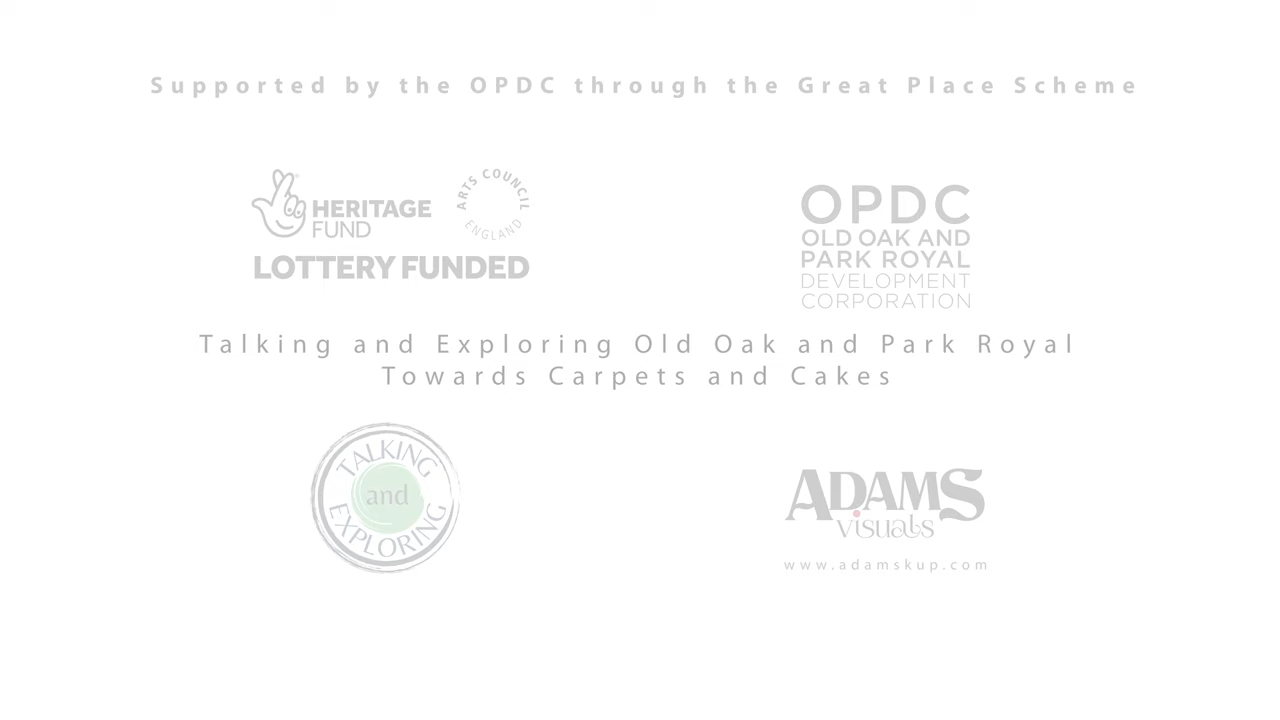 Supported by the OPDC through the Great Place Scheme
HERITAGE
FUND
ARTS COUNCIL
ENGLAND
LOTTERY FUNDED
OPDC
OLD OAK AND
PARK ROYAL
DEVELOPMENT
CORPORATION
Talking and Exploring Old Oak and Park Royal
Towards Carpets and Cakes
TALKING
and
EXPLORING
ADAMS
visuals
www.adamskup.com